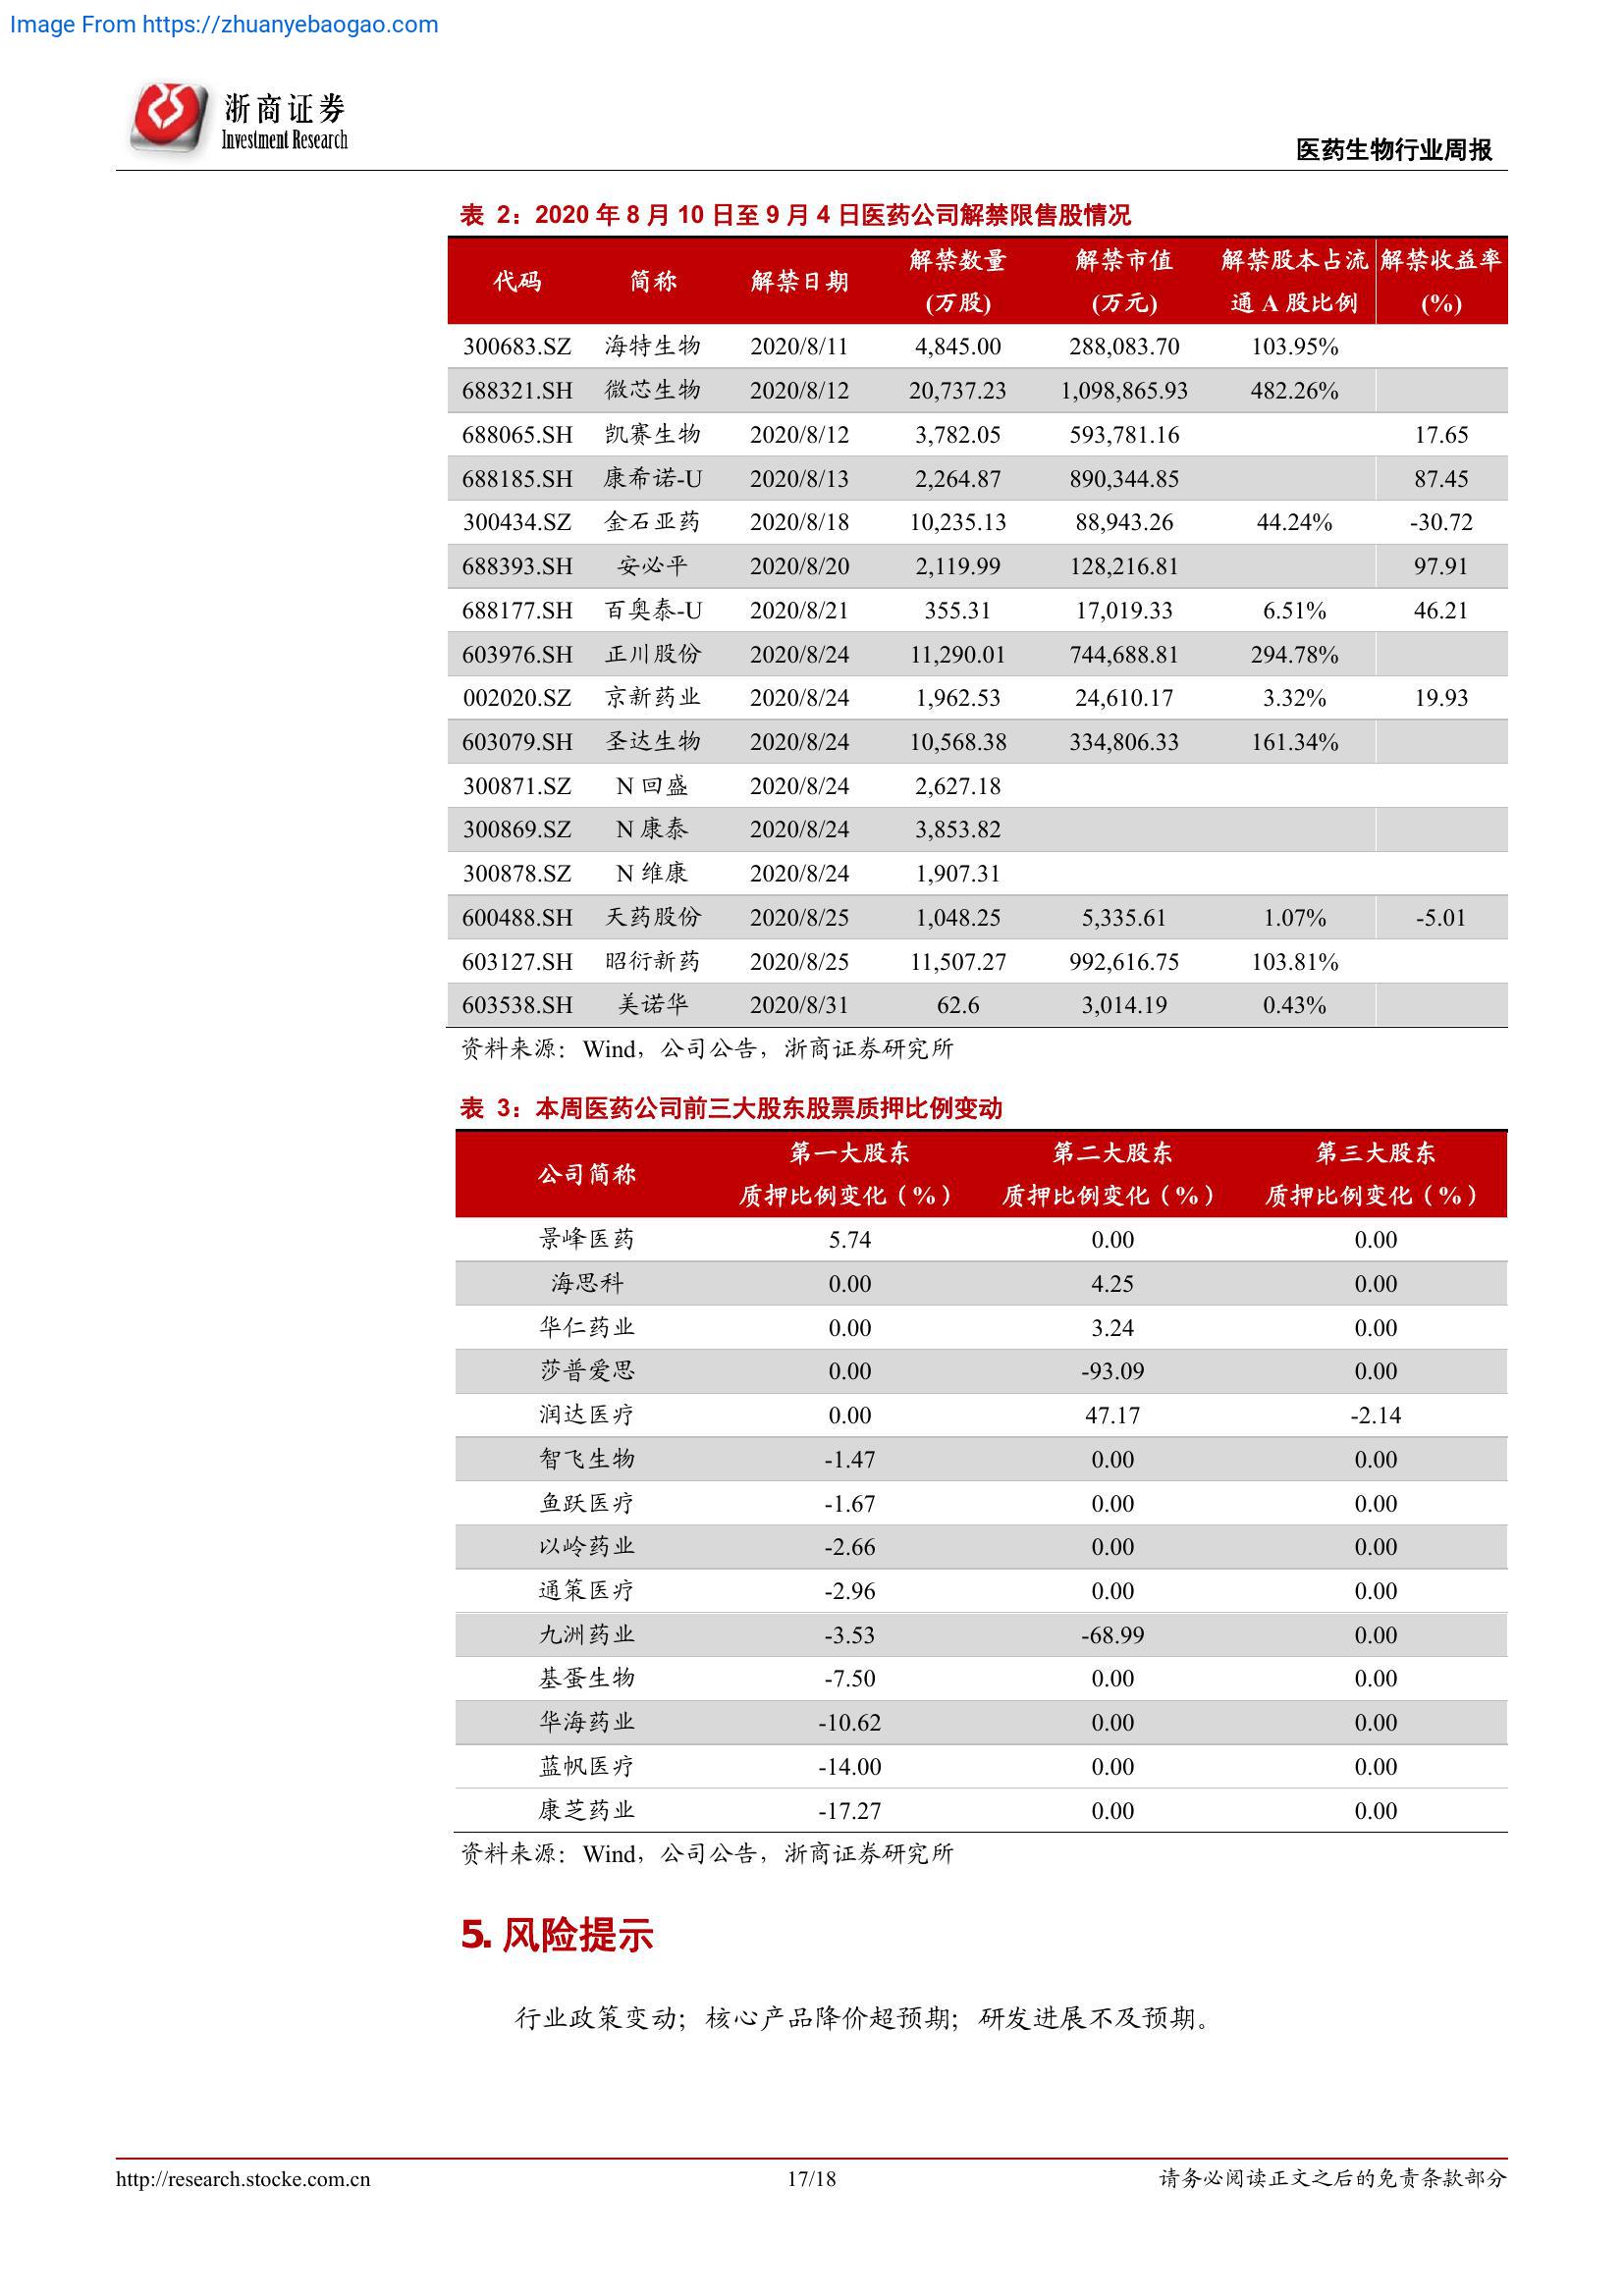 Image From https://zhuanyebaogao.com
浙商证券
Investment Research
医药生物行业周报
表 2：2020 年 8 月 10 日至 9 月 4 日医药公司解禁限售股情况
代码 简称 解禁日期 解禁数量(万股) 解禁市值(万元) 解禁股本占流通 A 股比例 解禁收益率(%)
300683.SZ 海特生物 2020/8/11 4,845.00 288,083.70 103.95%
688321.SH 微芯生物 2020/8/12 20,737.23 1,098,865.93 482.26%
688065.SH 凯赛生物 2020/8/12 3,782.05 593,781.16 17.65
688185.SH 康希诺-U 2020/8/13 2,264.87 890,344.85 87.45
300434.SZ 金石亚药 2020/8/18 10,235.13 88,943.26 44.24% -30.72
688393.SH 安必平 2020/8/20 2,119.99 128,216.81 97.91
688177.SH 百奥泰-U 2020/8/21 355.31 17,019.33 6.51% 46.21
603976.SH 正川股份 2020/8/24 11,290.01 744,688.81 294.78%
002020.SZ 京新药业 2020/8/24 1,962.53 24,610.17 3.32% 19.93
603079.SH 圣达生物 2020/8/24 10,568.38 334,806.33 161.34%
300871.SZ N 回盛 2020/8/24 2,627.18
300869.SZ N 康泰 2020/8/24 3,853.82
300878.SZ N 维康 2020/8/24 1,907.31
600488.SH 天药股份 2020/8/25 1,048.25 5,335.61 1.07% -5.01
603127.SH 昭衍新药 2020/8/25 11,507.27 992,616.75 103.81%
603538.SH 美诺华 2020/8/31 62.6 3,014.19 0.43%
资料来源：Wind，公司公告，浙商证券研究所
表 3：本周医药公司前三大股东股票质押比例变动
公司简称 第一大股东质押比例变化（%） 第二大股东质押比例变化（%） 第三大股东质押比例变化（%）
景峰医药 5.74 0.00 0.00
海思科 0.00 4.25 0.00
华仁药业 0.00 3.24 0.00
莎普爱思 0.00 -93.09 0.00
润达医疗 0.00 47.17 -2.14
智飞生物 -1.47 0.00 0.00
鱼跃医疗 -1.67 0.00 0.00
以岭药业 -2.66 0.00 0.00
通策医疗 -2.96 0.00 0.00
九洲药业 -3.53 -68.99 0.00
基蛋生物 -7.50 0.00 0.00
华海药业 -10.62 0.00 0.00
蓝帆医疗 -14.00 0.00 0.00
康芝药业 -17.27 0.00 0.00
资料来源：Wind，公司公告，浙商证券研究所
5. 风险提示
行业政策变动；核心产品降价超预期；研发进展不及预期。
http://research.stocke.com.cn 17/18 请务必阅读正文之后的免责条款部分